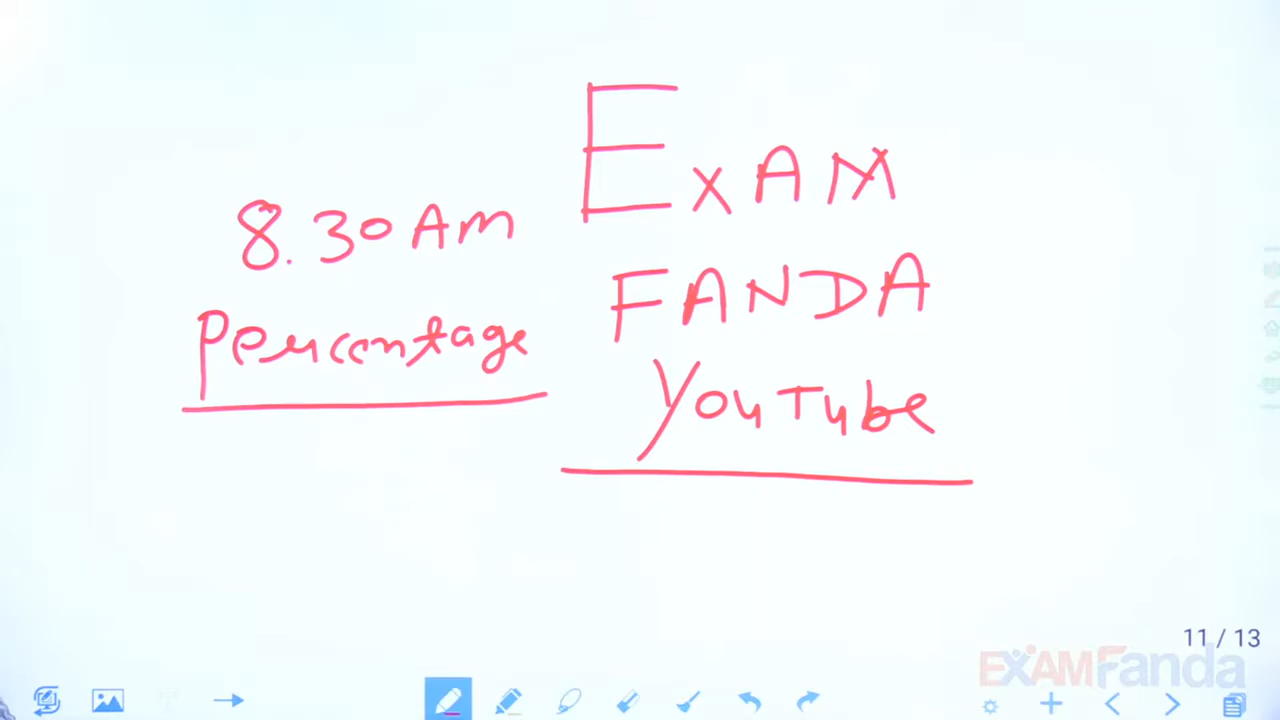 8.30 Am
Percentage
ExAM
FANDA
YouTube
11 / 13
EXAMFanda